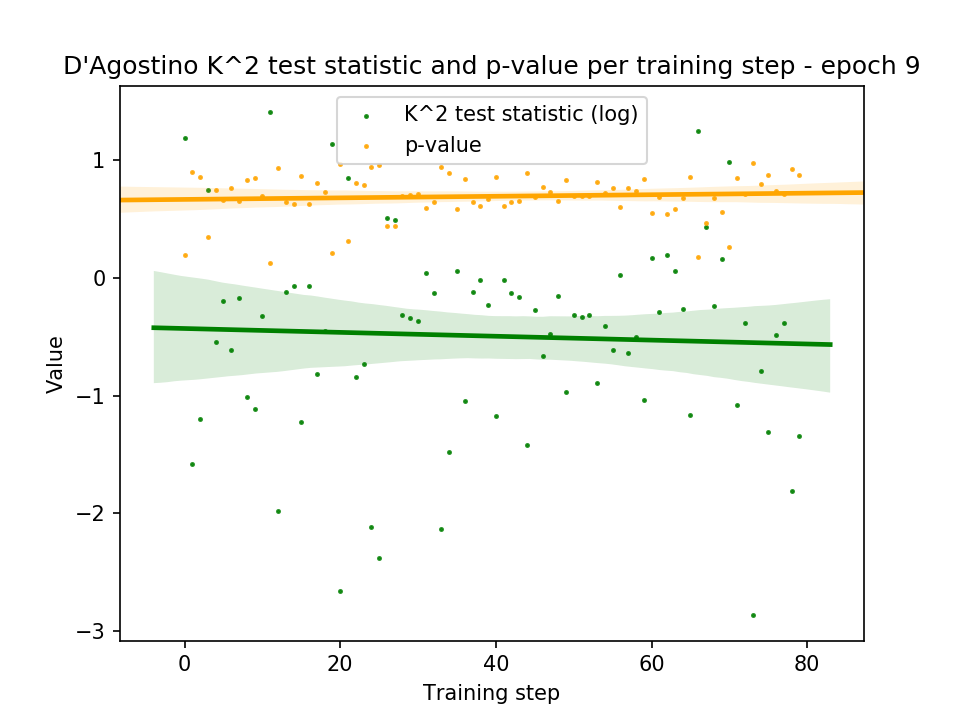 D'Agostino K^2 test statistic and p-value per training step - epoch 9
K^2 test statistic (log)
p-value
Value
1
0
−1
−2
−3
0 20 40 60 80
Training step